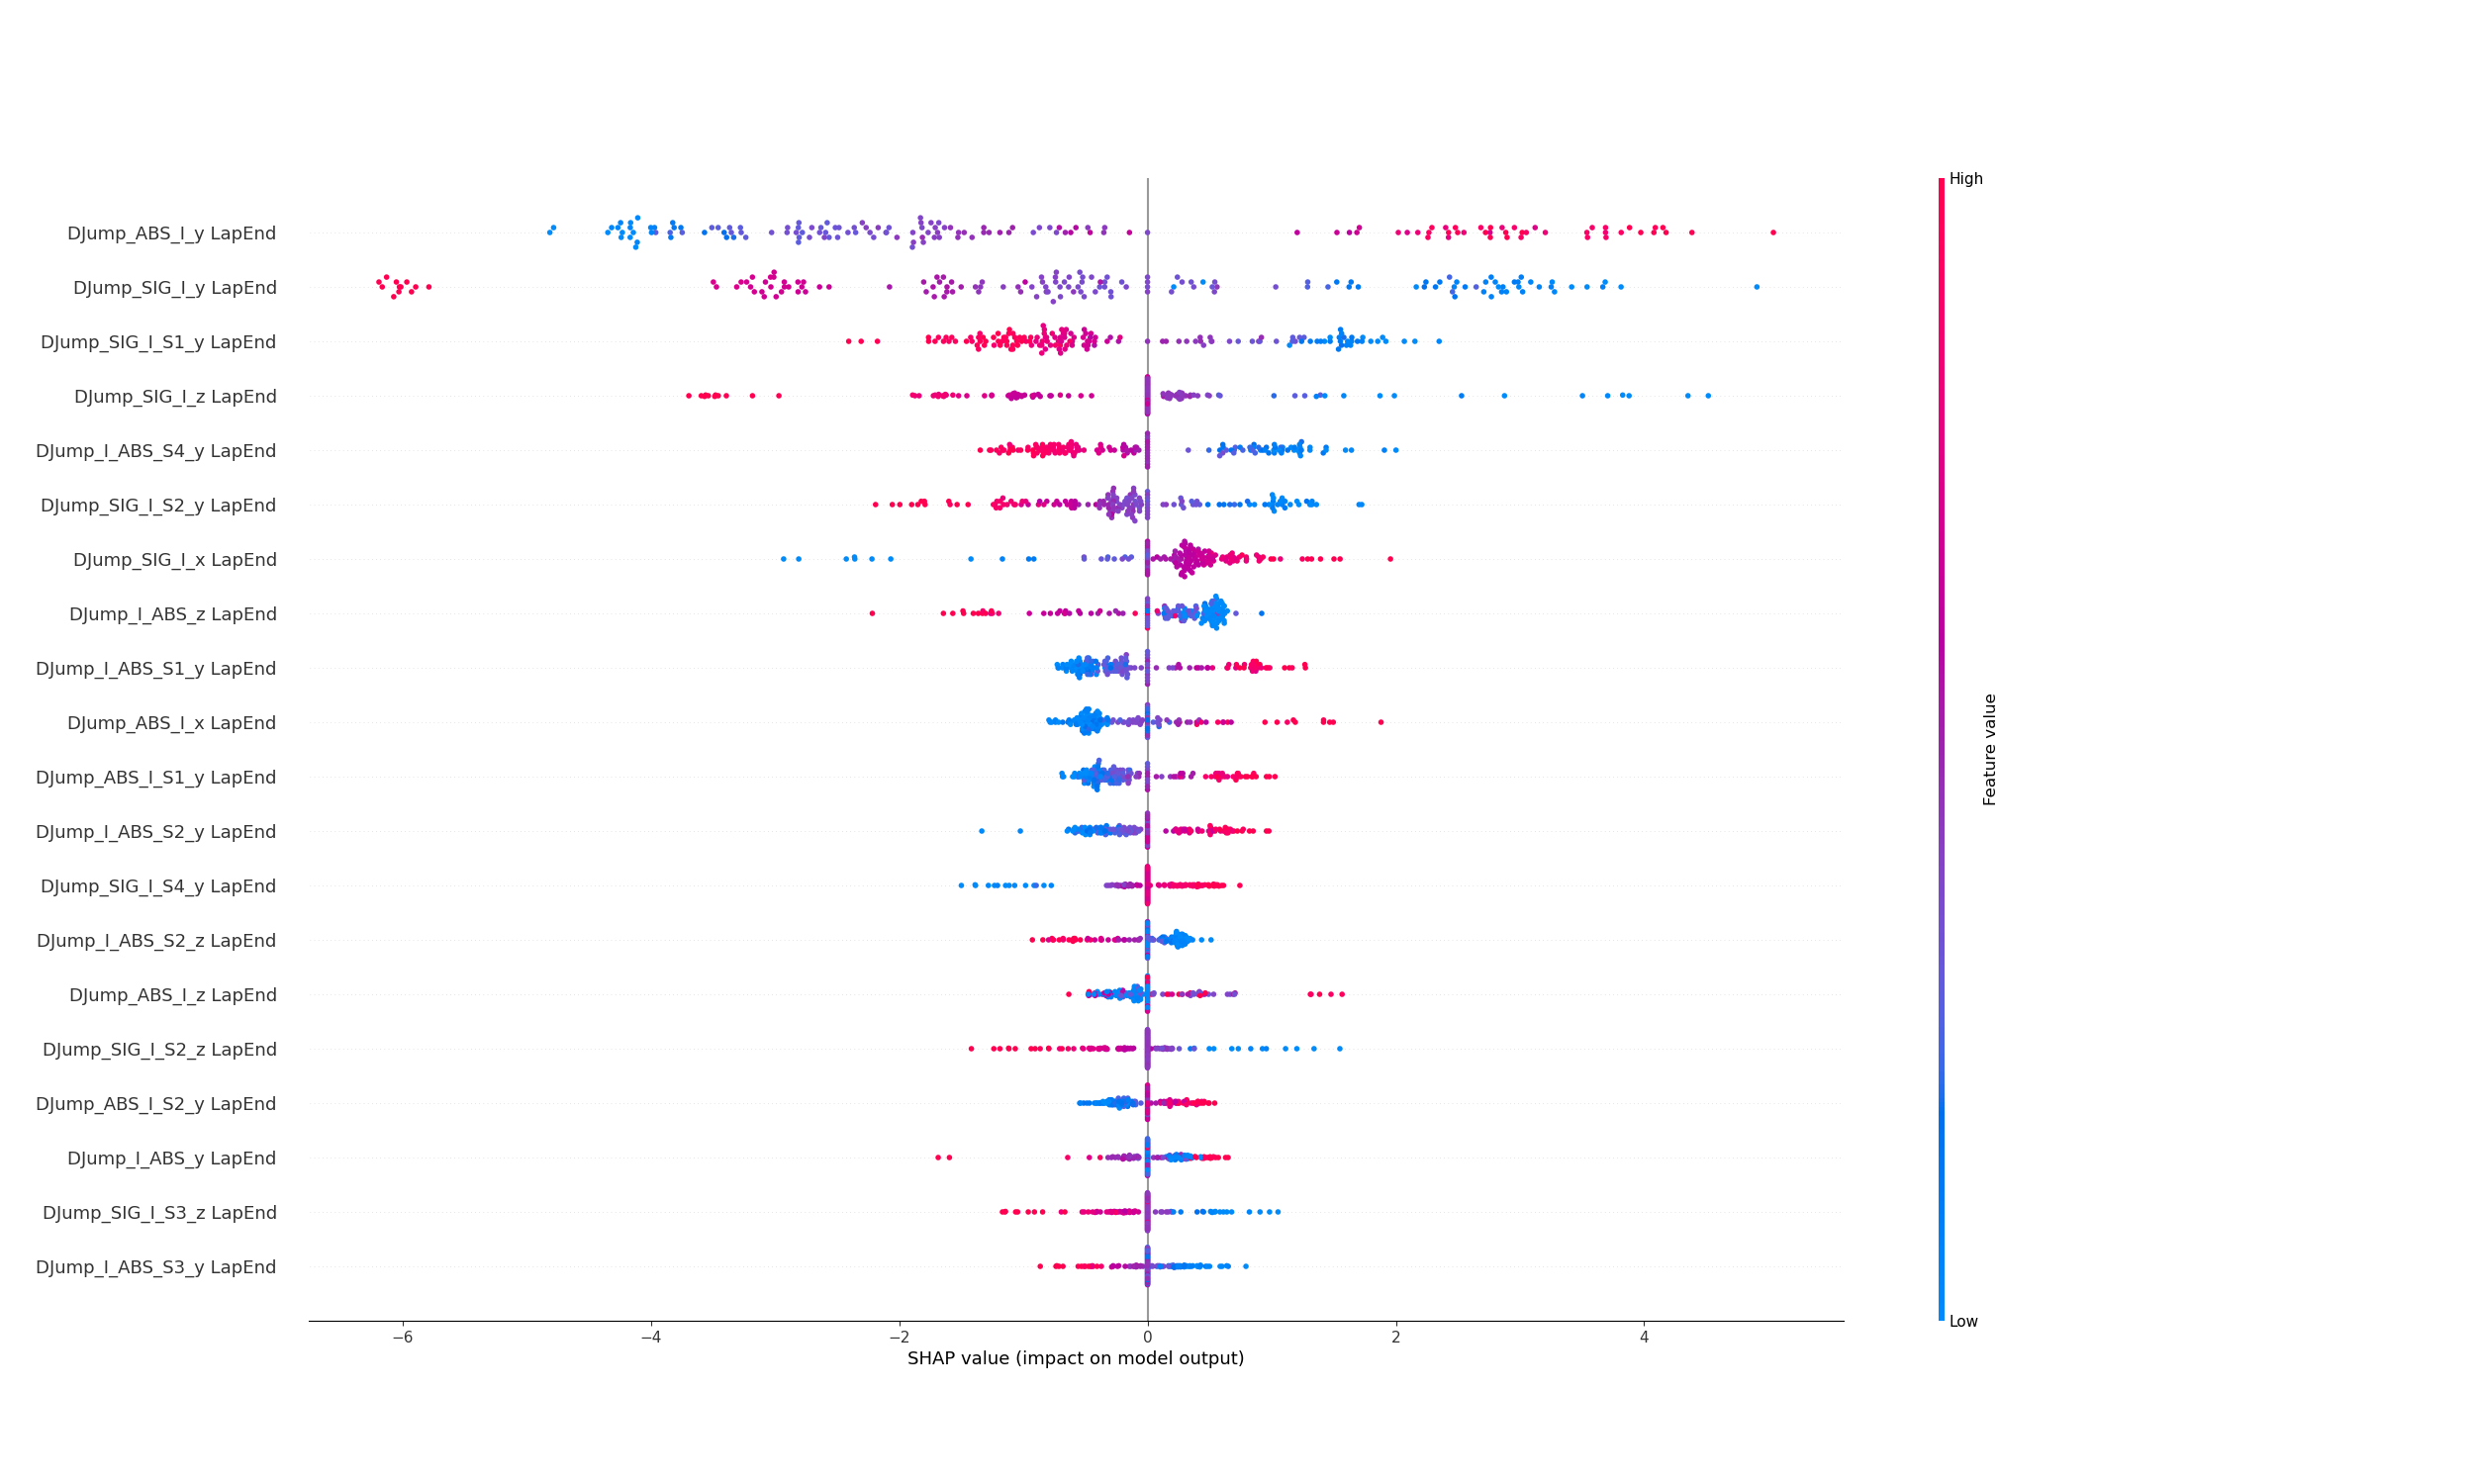 High
DJump_ABS_I_y LapEnd
DJump_SIG_I_y LapEnd
DJump_SIG_I_S1_y LapEnd
DJump_SIG_I_z LapEnd
DJump_I_ABS_S4_y LapEnd
DJump_SIG_I_S2_y LapEnd
DJump_SIG_I_x LapEnd
DJump_I_ABS_z LapEnd
DJump_I_ABS_S1_y LapEnd
DJump_ABS_I_x LapEnd
DJump_ABS_I_S1_y LapEnd
DJump_I_ABS_S2_y LapEnd
DJump_SIG_I_S4_y LapEnd
DJump_I_ABS_S2_z LapEnd
DJump_ABS_I_z LapEnd
DJump_SIG_I_S2_z LapEnd
DJump_ABS_I_S2_y LapEnd
DJump_I_ABS_y LapEnd
DJump_SIG_I_S3_z LapEnd
DJump_I_ABS_S3_y LapEnd
Feature value
Low
−6 −4 −2 0 2 4
SHAP value (impact on model output)